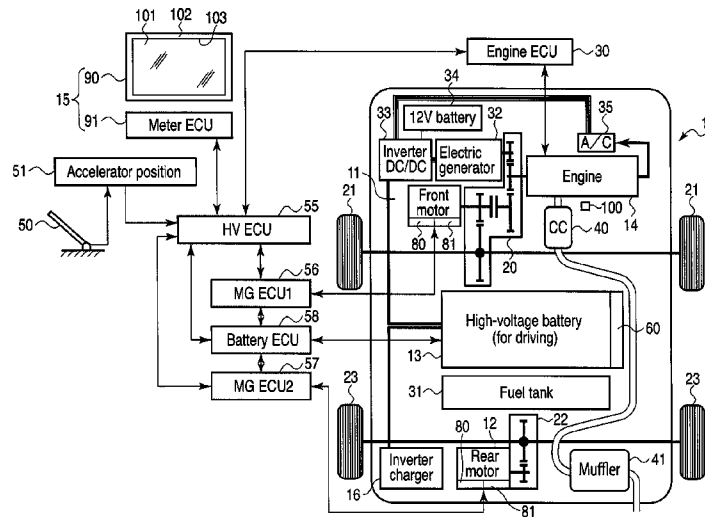 101
102
103
90
15
91
Meter ECU
51
Accelerator position
50
55
HV ECU
56
MG ECU1
58
Battery ECU
57
MG ECU2
Engine ECU
30
34
33
12V battery
32
35
A/C
1
Inverter
DC/DC
Electric
generator
Engine
11
Front
motor
80
81
20
100
14
CC
40
21
21
High-voltage battery
(for driving)
13
60
31
Fuel tank
23
23
22
12
80
Rear
motor
81
Inverter
charger
16
Muffler
41